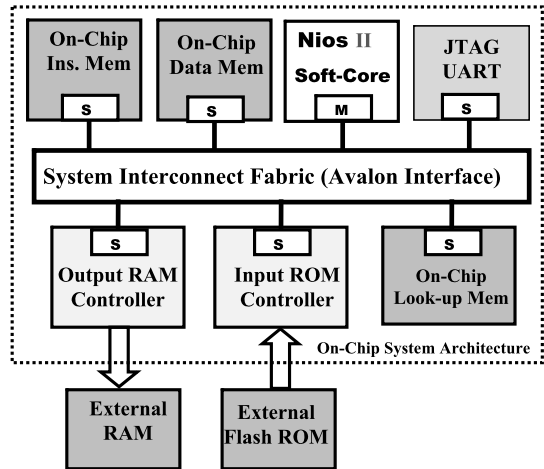 On-Chip
Ins. Mem
S
On-Chip
Data Mem
S
Nios II
Soft-Core
M
JTAG
UART
S
System Interconnect Fabric (Avalon Interface)
S
Output RAM
Controller
S
Input ROM
Controller
S
On-Chip
Look-up Mem
On-Chip System Architecture
External
RAM
External
Flash ROM